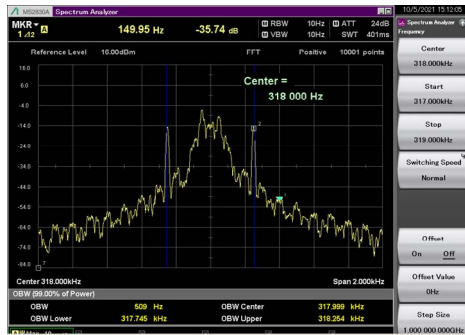 MS2830A Spectrum Analyzer
10/5/2021 15:12:05
MKR
1 Δ2 149.95 Hz -35.74 dB
RBW 10Hz ATT 24dB
VBW 10Hz SWT 401ms
Reference Level 16.00dBm FFT Positive 10001 points
16.0
6.0
-4.0
-14.0
-24.0
-34.0
-44.0
-54.0
-64.0
-74.0
-84.0
Center =
318 000 Hz
2
Center 318.000kHz Span 2.000kHz
OBW (99.00% of Power)
OBW 509 Hz OBW Center 317.999 kHz
OBW Lower 317.745 kHz OBW Upper 318.254 kHz
Spectrum Analyzer
Frequency
Center
318.000kHz
Start
317.000kHz
Stop
319.000kHz
Switching Speed
Normal
Offset
On Off
Offset Value
0Hz
Step Size